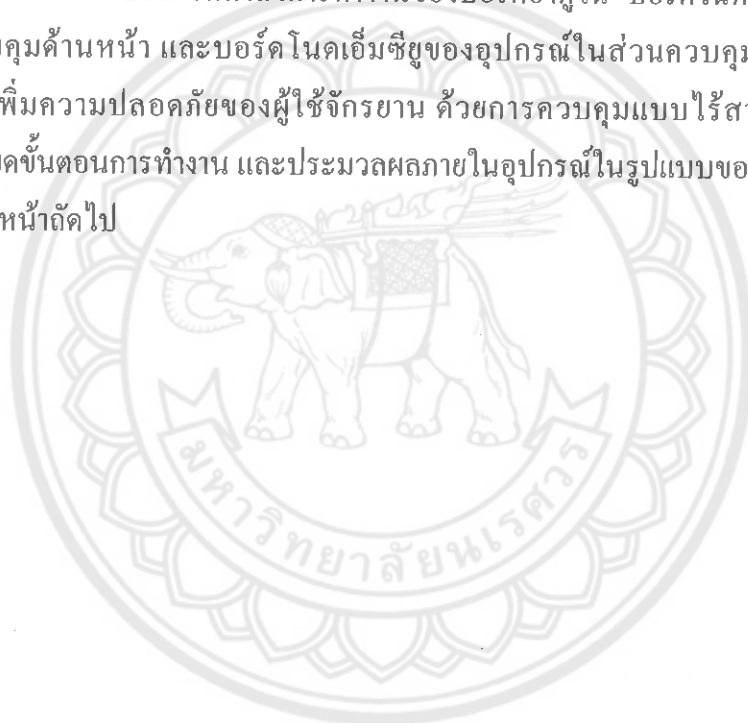 บอร์ด
คุมด้านหน้า และบอร์ดโนดเอ็มซียูของอุปกรณ์ในส่วนควบคุม
พิ่มความปลอดภัยของผู้ใช้จักรยาน ด้วยการควบคุมแบบไร้สา
ดขั้นตอนการทำงาน และประมวลผลภายในอุปกรณ์ในรูปแบบขอ
หน้าถัดไป
มหาวิทยาลัยนเรศวร